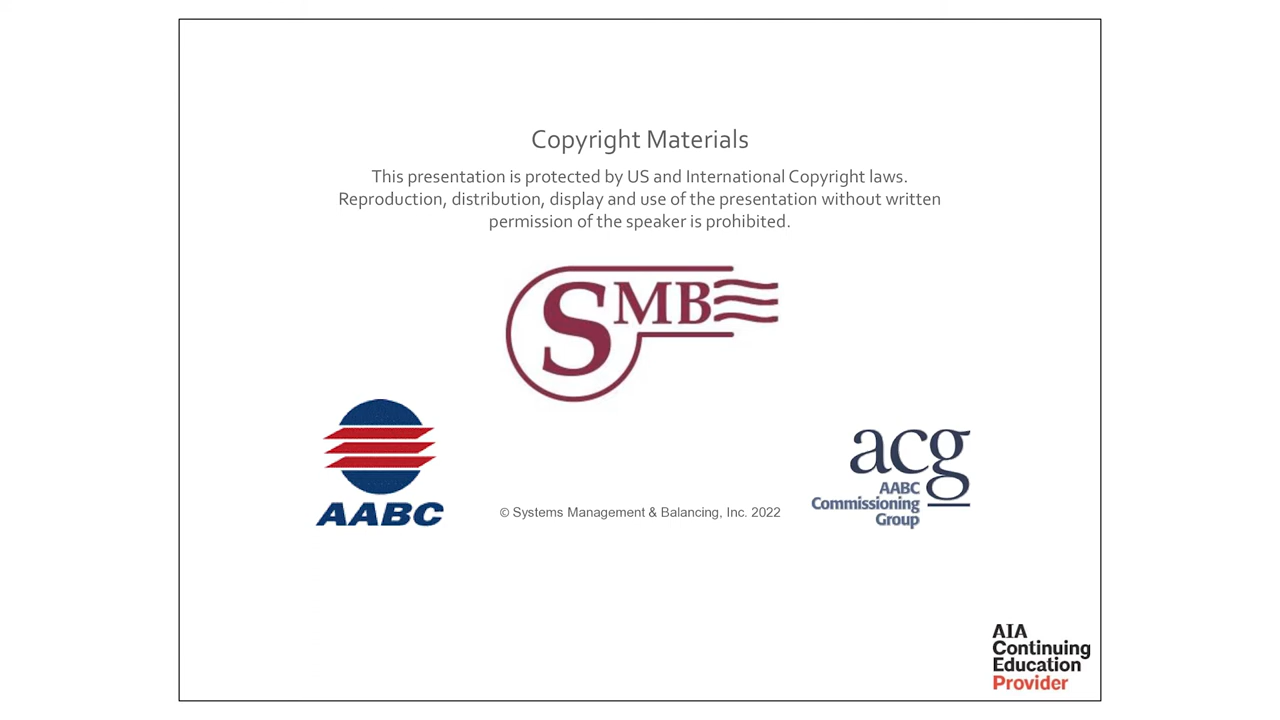 Copyright Materials
This presentation is protected by US and International Copyright laws.
Reproduction, distribution, display and use of the presentation without written
permission of the speaker is prohibited.
SMB
AABC
© Systems Management & Balancing, Inc. 2022
acg
AABC
Commissioning
Group
AIA
Continuing
Education
Provider